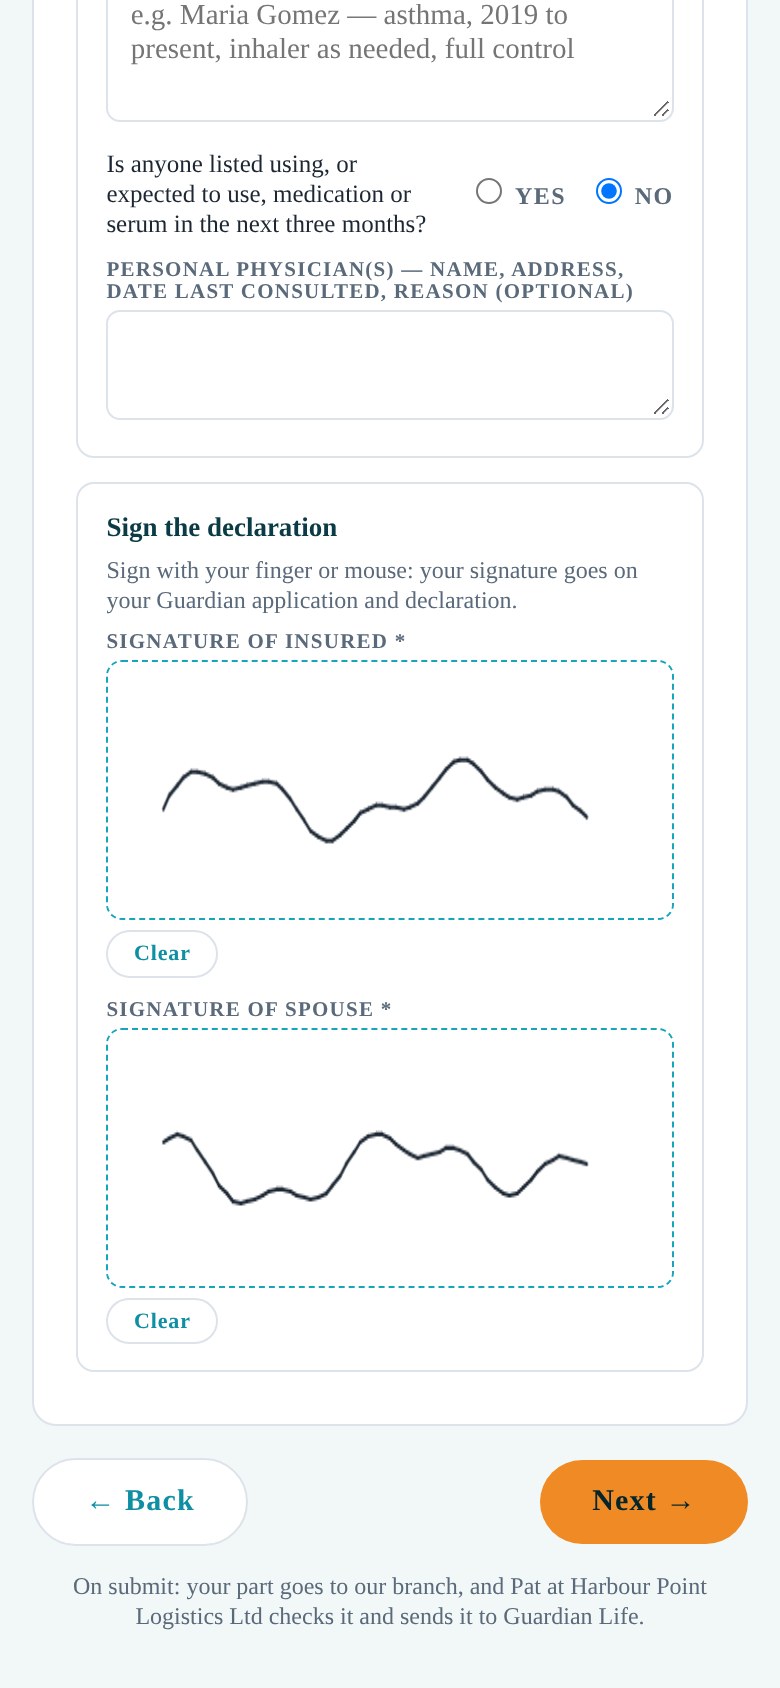 e.g. Maria Gomez — asthma, 2019 to
present, inhaler as needed, full control
Is anyone listed using, or
expected to use, medication or
serum in the next three months?
YES
NO
PERSONAL PHYSICIAN(S) — NAME, ADDRESS,
DATE LAST CONSULTED, REASON (OPTIONAL)
Sign the declaration
Sign with your finger or mouse: your signature goes on
your Guardian application and declaration.
SIGNATURE OF INSURED *
Clear
SIGNATURE OF SPOUSE *
Clear
← Back
Next →
On submit: your part goes to our branch, and Pat at Harbour Point
Logistics Ltd checks it and sends it to Guardian Life.